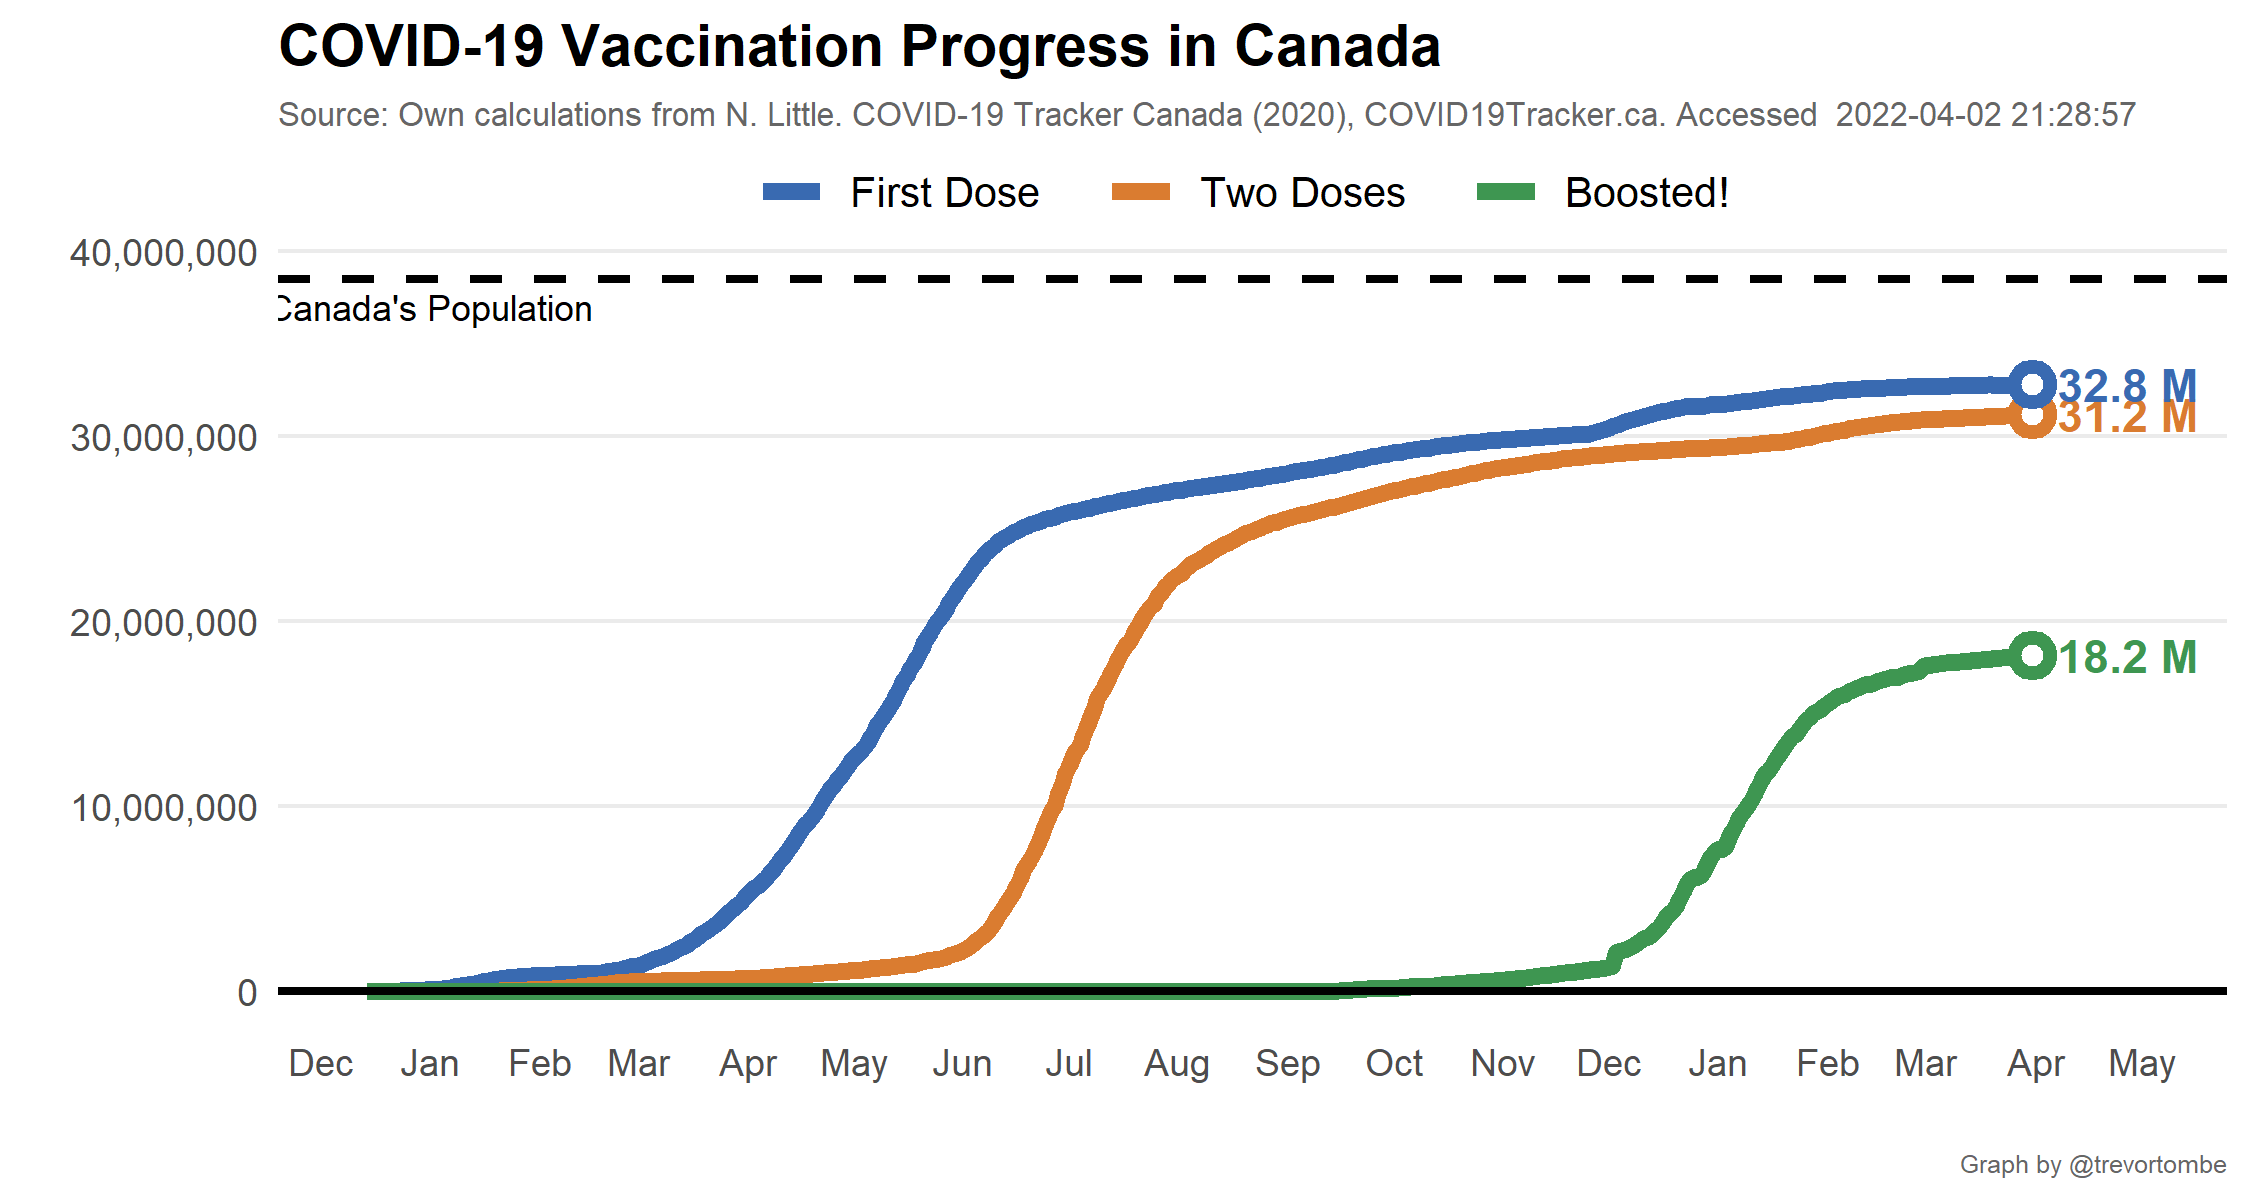 COVID-19 Vaccination Progress in Canada
Source: Own calculations from N. Little. COVID-19 Tracker Canada (2020), COVID19Tracker.ca. Accessed  2022-04-02 21:28:57
First Dose Two Doses Boosted!
40,000,000
Canada's Population
32.8 M
31.2 M
30,000,000
20,000,000
18.2 M
10,000,000
0
Dec Jan Feb Mar Apr May Jun Jul Aug Sep Oct Nov Dec Jan Feb Mar Apr May
Graph by @trevortombe